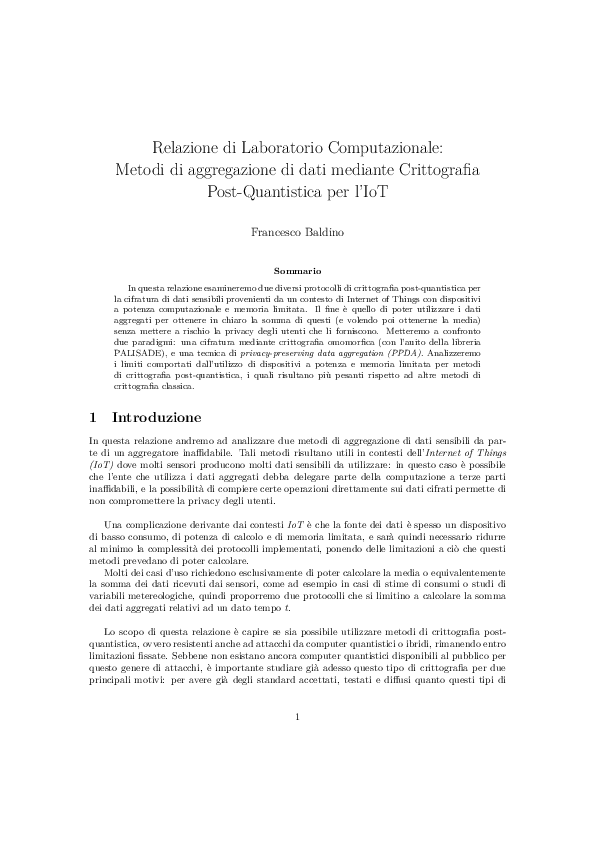 Relazione di Laboratorio Computazionale:
Metodi di aggregazione di dati mediante Crittografia
Post-Quantistica per l'IoT
Francesco Baldino
Sommario
In questa relazione esamineremo due diversi protocolli di crittografia post-quantistica per
la cifratura di dati sensibili provenienti da un contesto di Internet of Things con dispositivi
a potenza computazionale e memoria limitata. Il fine è quello di poter utilizzare i dati
aggregati per ottenere in chiaro la somma di questi (e volendo poi ottenerne la media)
senza mettere a rischio la privacy degli utenti che li forniscono. Metteremo a confronto
due paradigmi: una cifratura mediante crittografia omomorfica (con l'auito della libreria
PALISADE), e una tecnica di privacy-preserving data aggregation (PPDA). Analizzeremo
i limiti comportati dall'utilizzo di dispositivi a potenza e memoria limitata per metodi
di crittografia post-quantistica, i quali risultano più pesanti rispetto ad altre metodi di
crittografia classica.
1 Introduzione
In questa relazione andremo ad analizzare due metodi di aggregazione di dati sensibili da par-
te di un aggregatore inaffidabile. Tali metodi risultano utili in contesti dell'Internet of Things
(IoT) dove molti sensori producono molti dati sensibili da utilizzare: in questo caso è possibile
che l'ente che utilizza i dati aggregati debba delegare parte della computazione a terze parti
inaffidabili, e la possibilità di compiere certe operazioni direttamente sui dati cifrati permette di
non compromettere la privacy degli utenti.
Una complicazione derivante dai contesti IoT è che la fonte dei dati è spesso un dispositivo
di basso consumo, di potenza di calcolo e di memoria limitata, e sarà quindi necessario ridurre
al minimo la complessità dei protocolli implementati, ponendo delle limitazioni a ciò che questi
metodi prevedano di poter calcolare.
Molti dei casi d'uso richiedono esclusivamente di poter calcolare la media o equivalentemente
la somma dei dati ricevuti dai sensori, come ad esempio in casi di stime di consumi o studi di
variabili metereologiche, quindi proporremo due protocolli che si limitino a calcolare la somma
dei dati aggregati relativi ad un dato tempo t.
Lo scopo di questa relazione è capire se sia possibile utilizzare metodi di crittografia post-
quantistica, ovvero resistenti anche ad attacchi da computer quantistici o ibridi, rimanendo entro
limitazioni fissate. Sebbene non esistano ancora computer quantistici disponibili al pubblico per
questo genere di attacchi, è importante studiare già adesso questo tipo di crittografia per due
principali motivi: per avere già degli standard accettati, testati e diffusi quanto questi tipi di
1